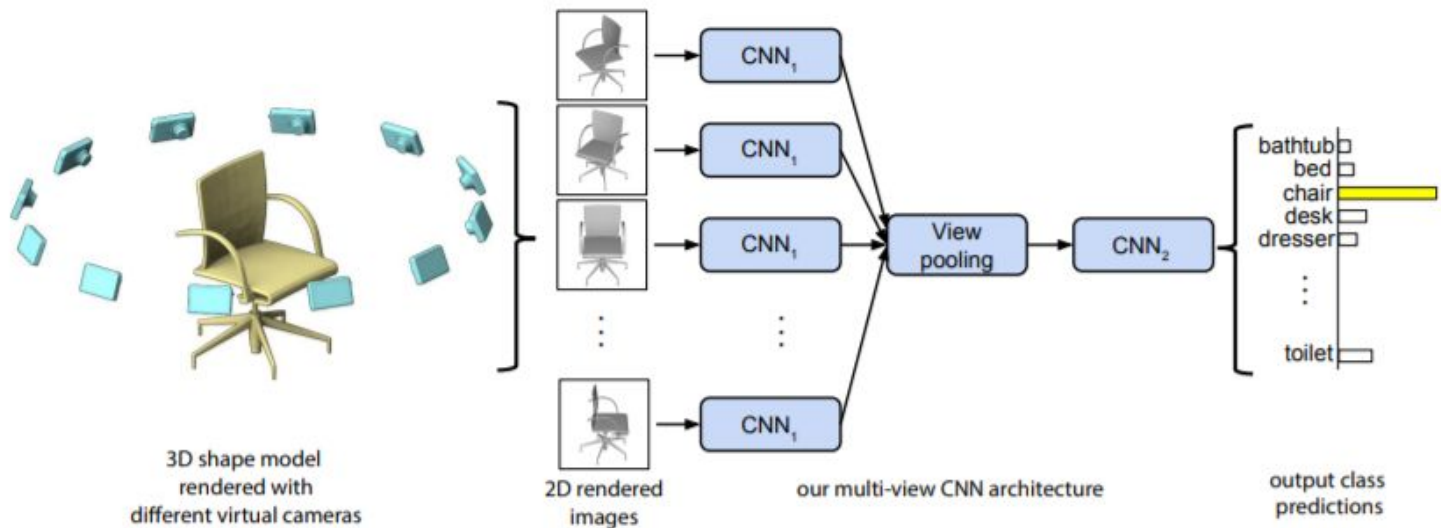 CNN₁
CNN₁
CNN₁
CNN₁
View
pooling
CNN₂
bathtub
bed
chair
desk
dresser
⋮
toilet
3D shape model
rendered with
different virtual cameras
2D rendered
images
our multi-view CNN architecture
output class
predictions